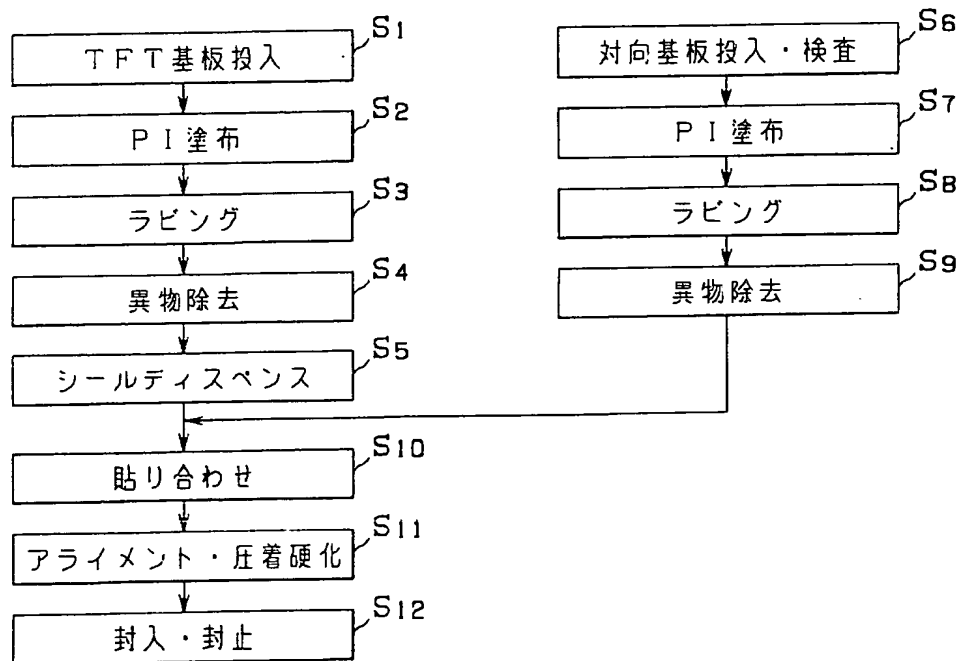 S1
TFT基板投入
S2
PI塗布
S3
ラビング
S4
異物除去
S5
シールディスペンス
S6
対向基板投入・検査
S7
PI塗布
S8
ラビング
S9
異物除去
S10
貼り合わせ
S11
アライメント・圧着硬化
S12
封入・封止